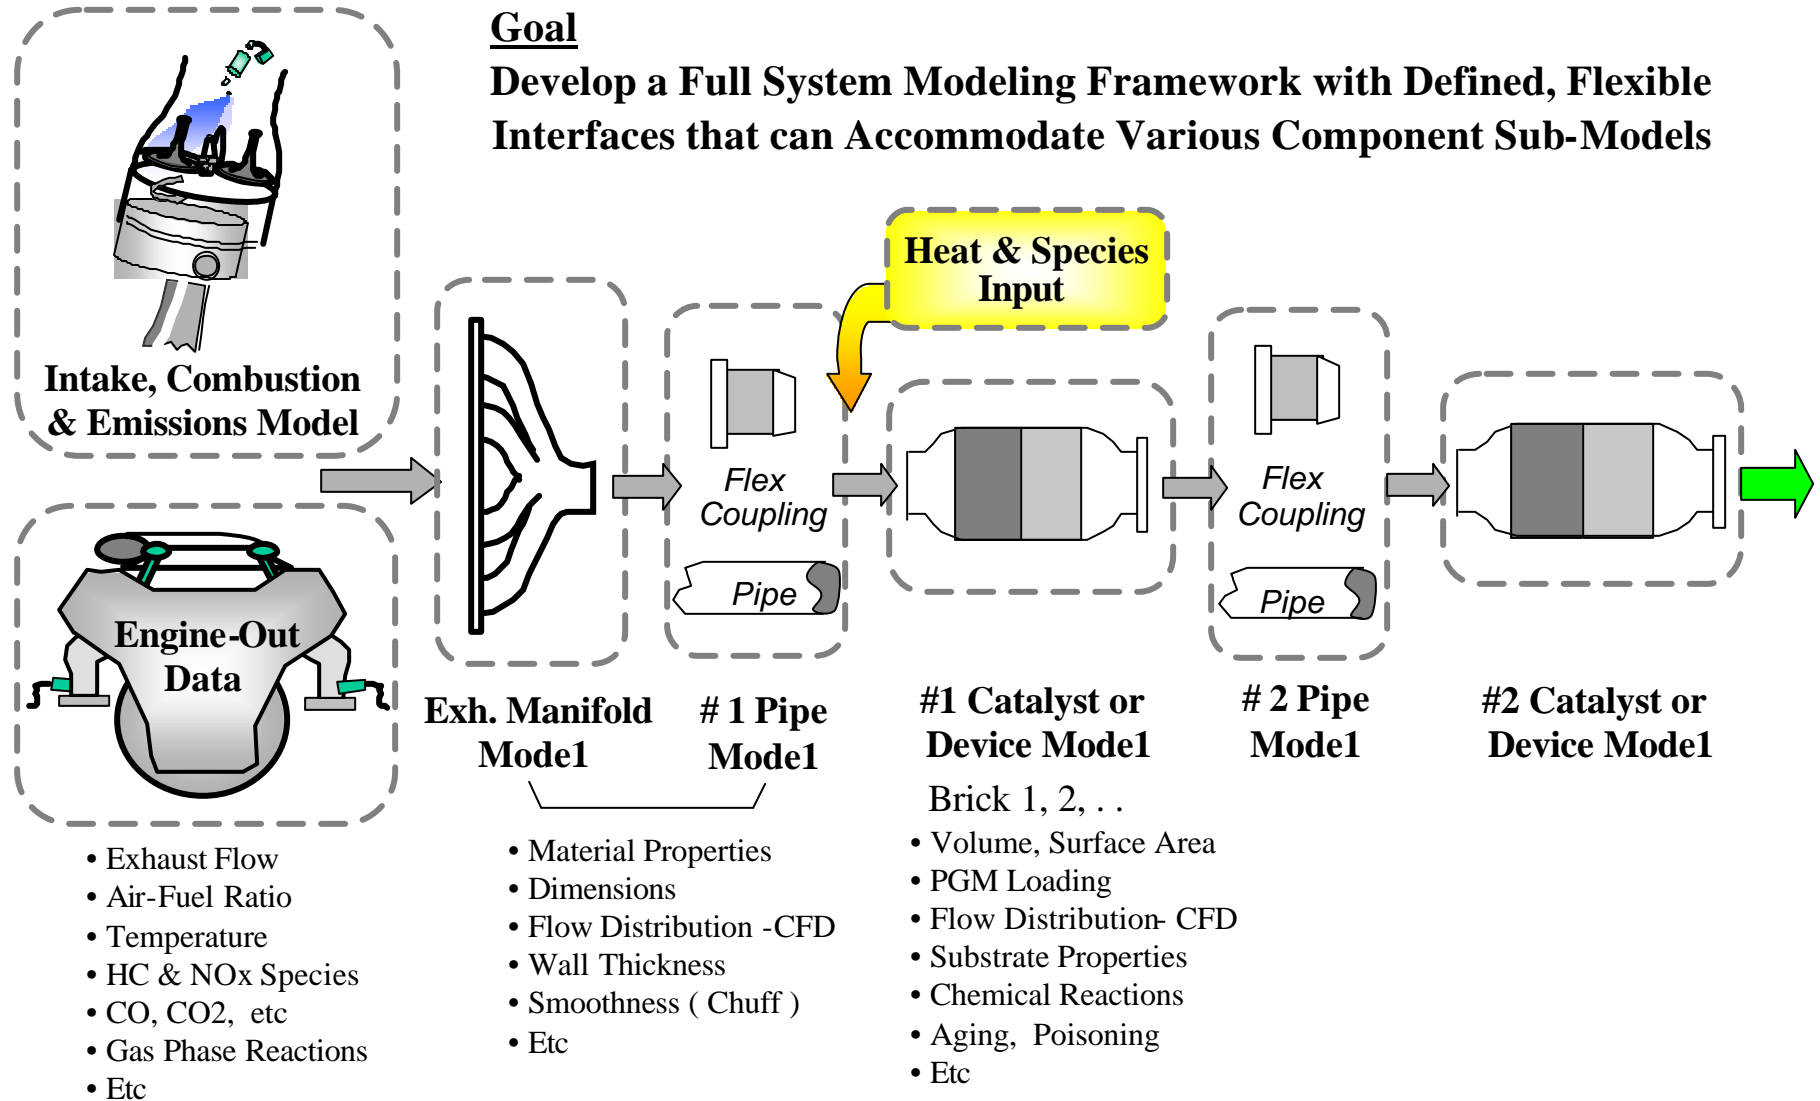 Goal
Develop a Full System Modeling Framework with Defined, Flexible
Interfaces that can Accommodate Various Component Sub-Models
Intake, Combustion
& Emissions Model
Heat & Species
Input
Engine-Out
Data
Flex
Coupling
Pipe
Flex
Coupling
Pipe
Exh. Manifold
Mode1
# 1 Pipe
Mode1
#1 Catalyst or
Device Mode1
# 2 Pipe
Mode1
#2 Catalyst or
Device Mode1
• Exhaust Flow
• Air-Fuel Ratio
• Temperature
• HC & NOx Species
• CO, CO2, etc
• Gas Phase Reactions
• Etc
• Material Properties
• Dimensions
• Flow Distribution -CFD
• Wall Thickness
• Smoothness ( Chuff )
• Etc
Brick 1, 2, . .
• Volume, Surface Area
• PGM Loading
• Flow Distribution- CFD
• Substrate Properties
• Chemical Reactions
• Aging, Poisoning
• Etc